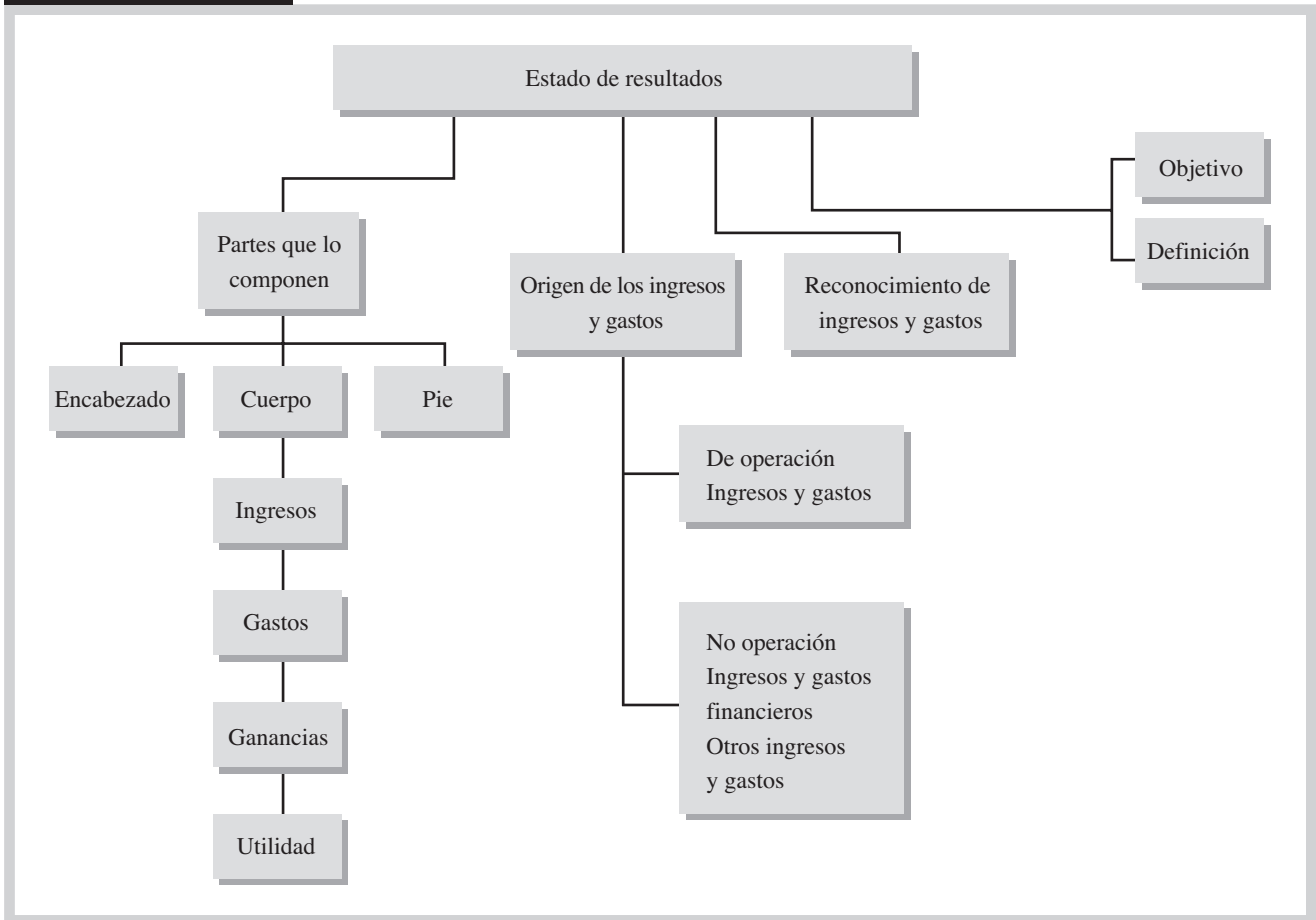 Estado de resultados
Objetivo
Definición
Partes que lo
componen
Origen de los ingresos
y gastos
Reconocimiento de
ingresos y gastos
Encabezado
Cuerpo
Pie
De operación
Ingresos y gastos
Ingresos
Gastos
No operación
Ingresos y gastos
financieros
Otros ingresos
y gastos
Ganancias
Utilidad